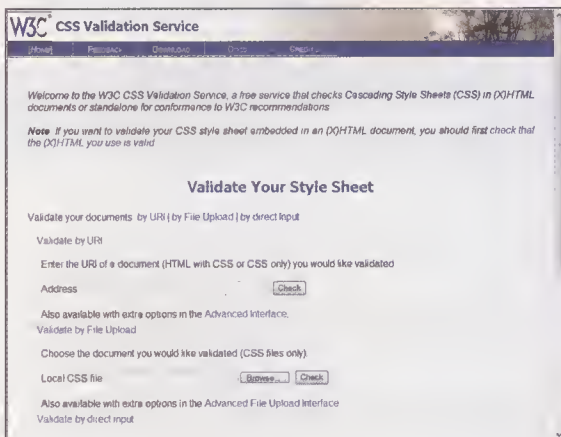 W3C® CSS Validation Service
[Home] Feedback Download Credits
Welcome to the W3C CSS Validation Service, a free service that checks Cascading Style Sheets (CSS) in (X)HTML
documents or standalone for conformance to W3C recommendations
Note If you want to validate your CSS style sheet embedded in an (X)HTML document, you should first check that
the (X)HTML you use is valid
Validate Your Style Sheet
Validate your documents by URI | by File Upload | by direct input
Validate by URI
Enter the URI of a document (HTML with CSS or CSS only) you would like validated
Address Check
Also available with extra options in the Advanced Interface.
Validate by File Upload
Choose the document you would like validated (CSS files only).
Local CSS file Browse... Check
Also available with extra options in the Advanced File Upload Interface
Validate by direct input